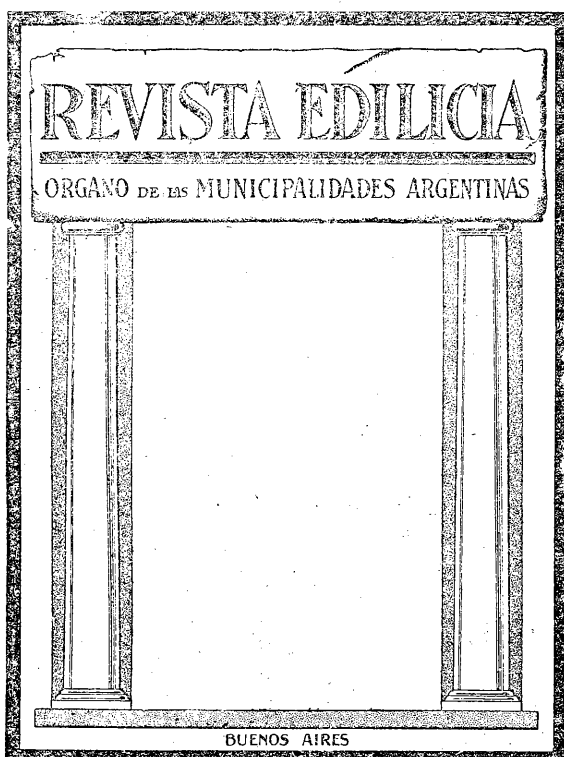 REVISTA EDILICIA
ORGANO DE LAS MUNICIPALIDADES ARGENTINAS
BUENOS AIRES